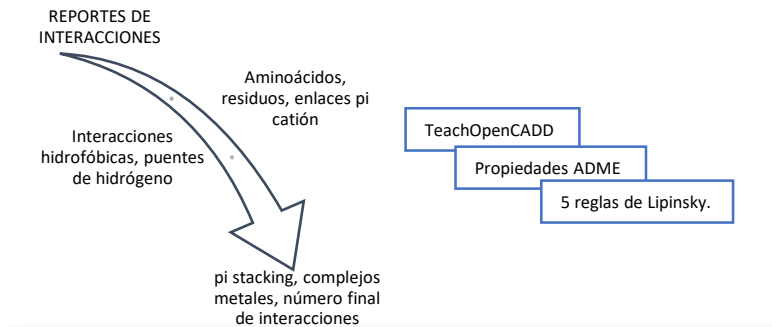 REPORTES DE
INTERACCIONES
Aminoácidos,
residuos, enlaces pi
catión
Interacciones
hidrofóbicas, puentes
de hidrógeno
pi stacking, complejos
metales, número final
de interacciones
TeachOpenCADD
Propiedades ADME
5 reglas de Lipinsky.